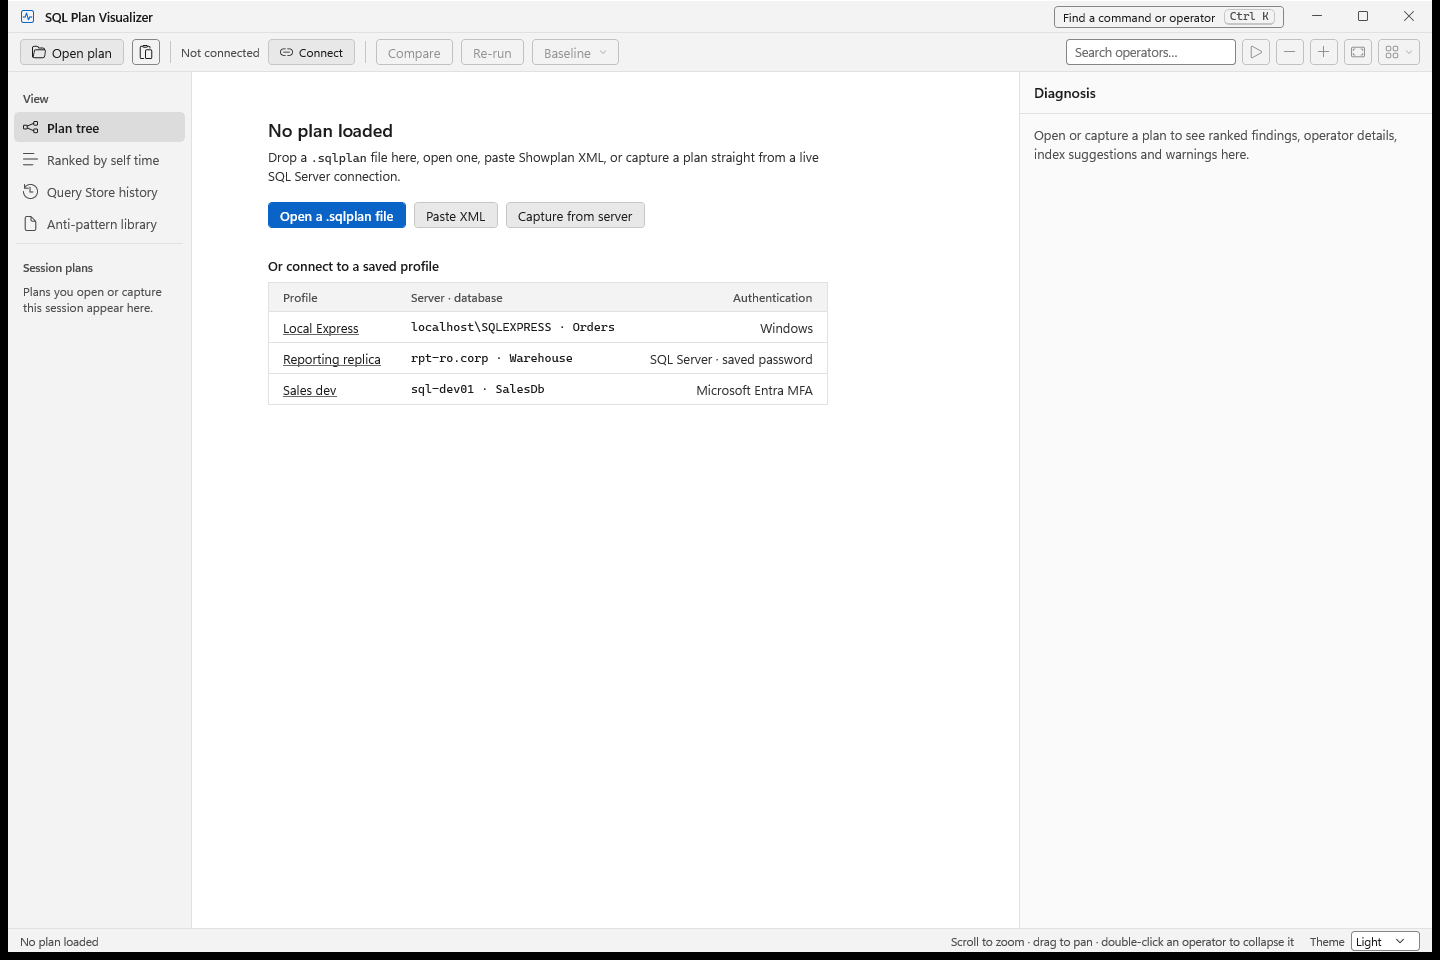 SQL Plan Visualizer
Find a command or operator Ctrl K
Open plan
Not connected
Connect
Compare
Re-run
Baseline
Search operators...
View
Plan tree
Ranked by self time
Query Store history
Anti-pattern library
Session plans
Plans you open or capture
this session appear here.
No plan loaded
Drop a .sqlplan file here, open one, paste Showplan XML, or capture a plan straight from a live
SQL Server connection.
Open a .sqlplan file
Paste XML
Capture from server
Or connect to a saved profile
Profile Server · database Authentication
Local Express localhost\SQLEXPRESS · Orders Windows
Reporting replica rpt-ro.corp · Warehouse SQL Server · saved password
Sales dev sql-dev01 · SalesDb Microsoft Entra MFA
Diagnosis
Open or capture a plan to see ranked findings, operator details,
index suggestions and warnings here.
No plan loaded
Scroll to zoom · drag to pan · double-click an operator to collapse it
Theme Light